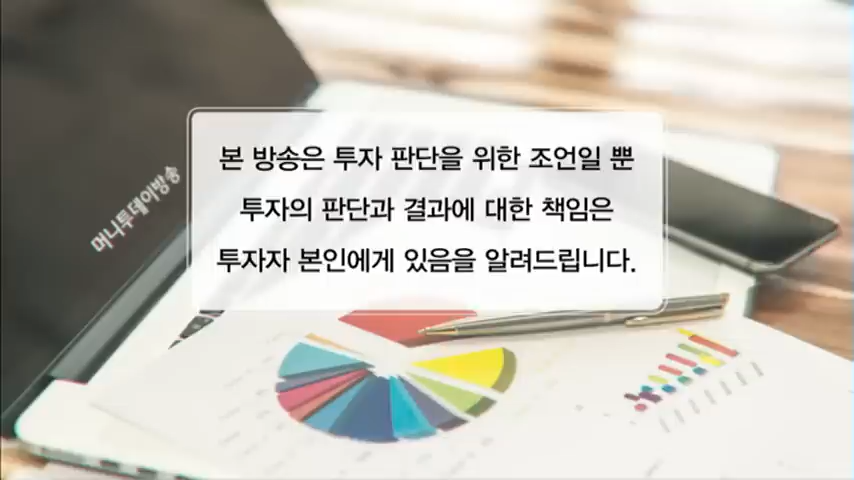 본 방송은 투자 판단을 위한 조언일 뿐
투자의 판단과 결과에 대한 책임은
투자자 본인에게 있음을 알려드립니다.
머니투데이방송